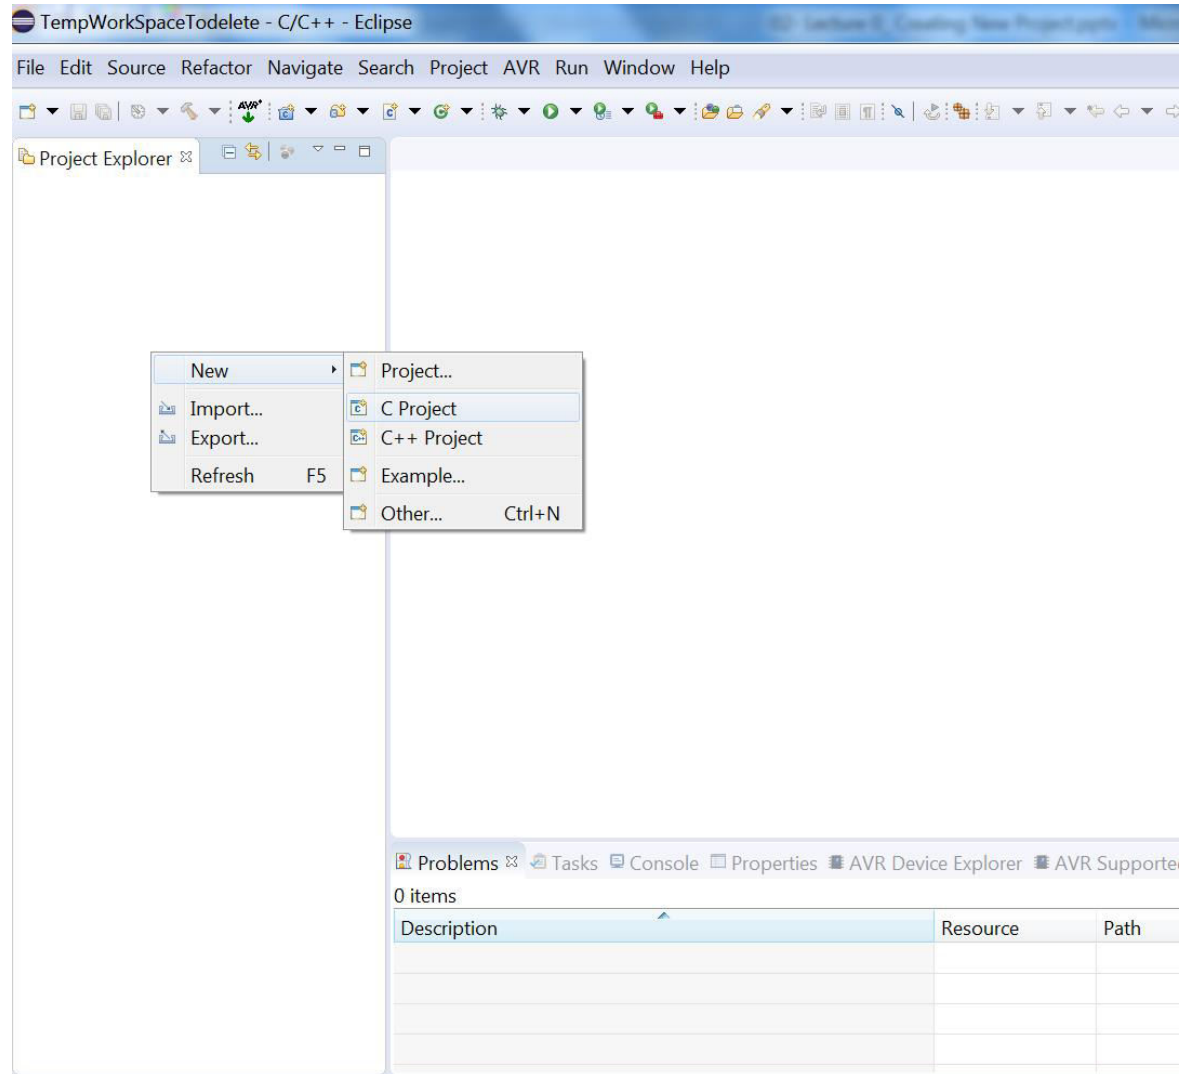 TempWorkSpaceTodelete - C/C++ - Eclipse
File Edit Source Refactor Navigate Search Project AVR Run Window Help
AVR
Project Explorer
New
Import...
Export...
Refresh F5
Project...
C Project
C++ Project
Example...
Other... Ctrl+N
Problems Tasks Console Properties AVR Device Explorer AVR Supporte
0 items
Description Resource Path